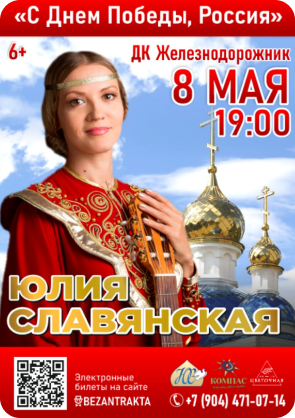 «С Днем Победы, Россия»
6+
ДК Железнодорожник
8 МАЯ
19:00
ЮЛИЯ
СЛАВЯНСКАЯ
Электронные
билеты на сайте
BEZANTRAKTA
КОМПАС
ЦВЕТОЧНАЯ
+7 (904) 471-07-14